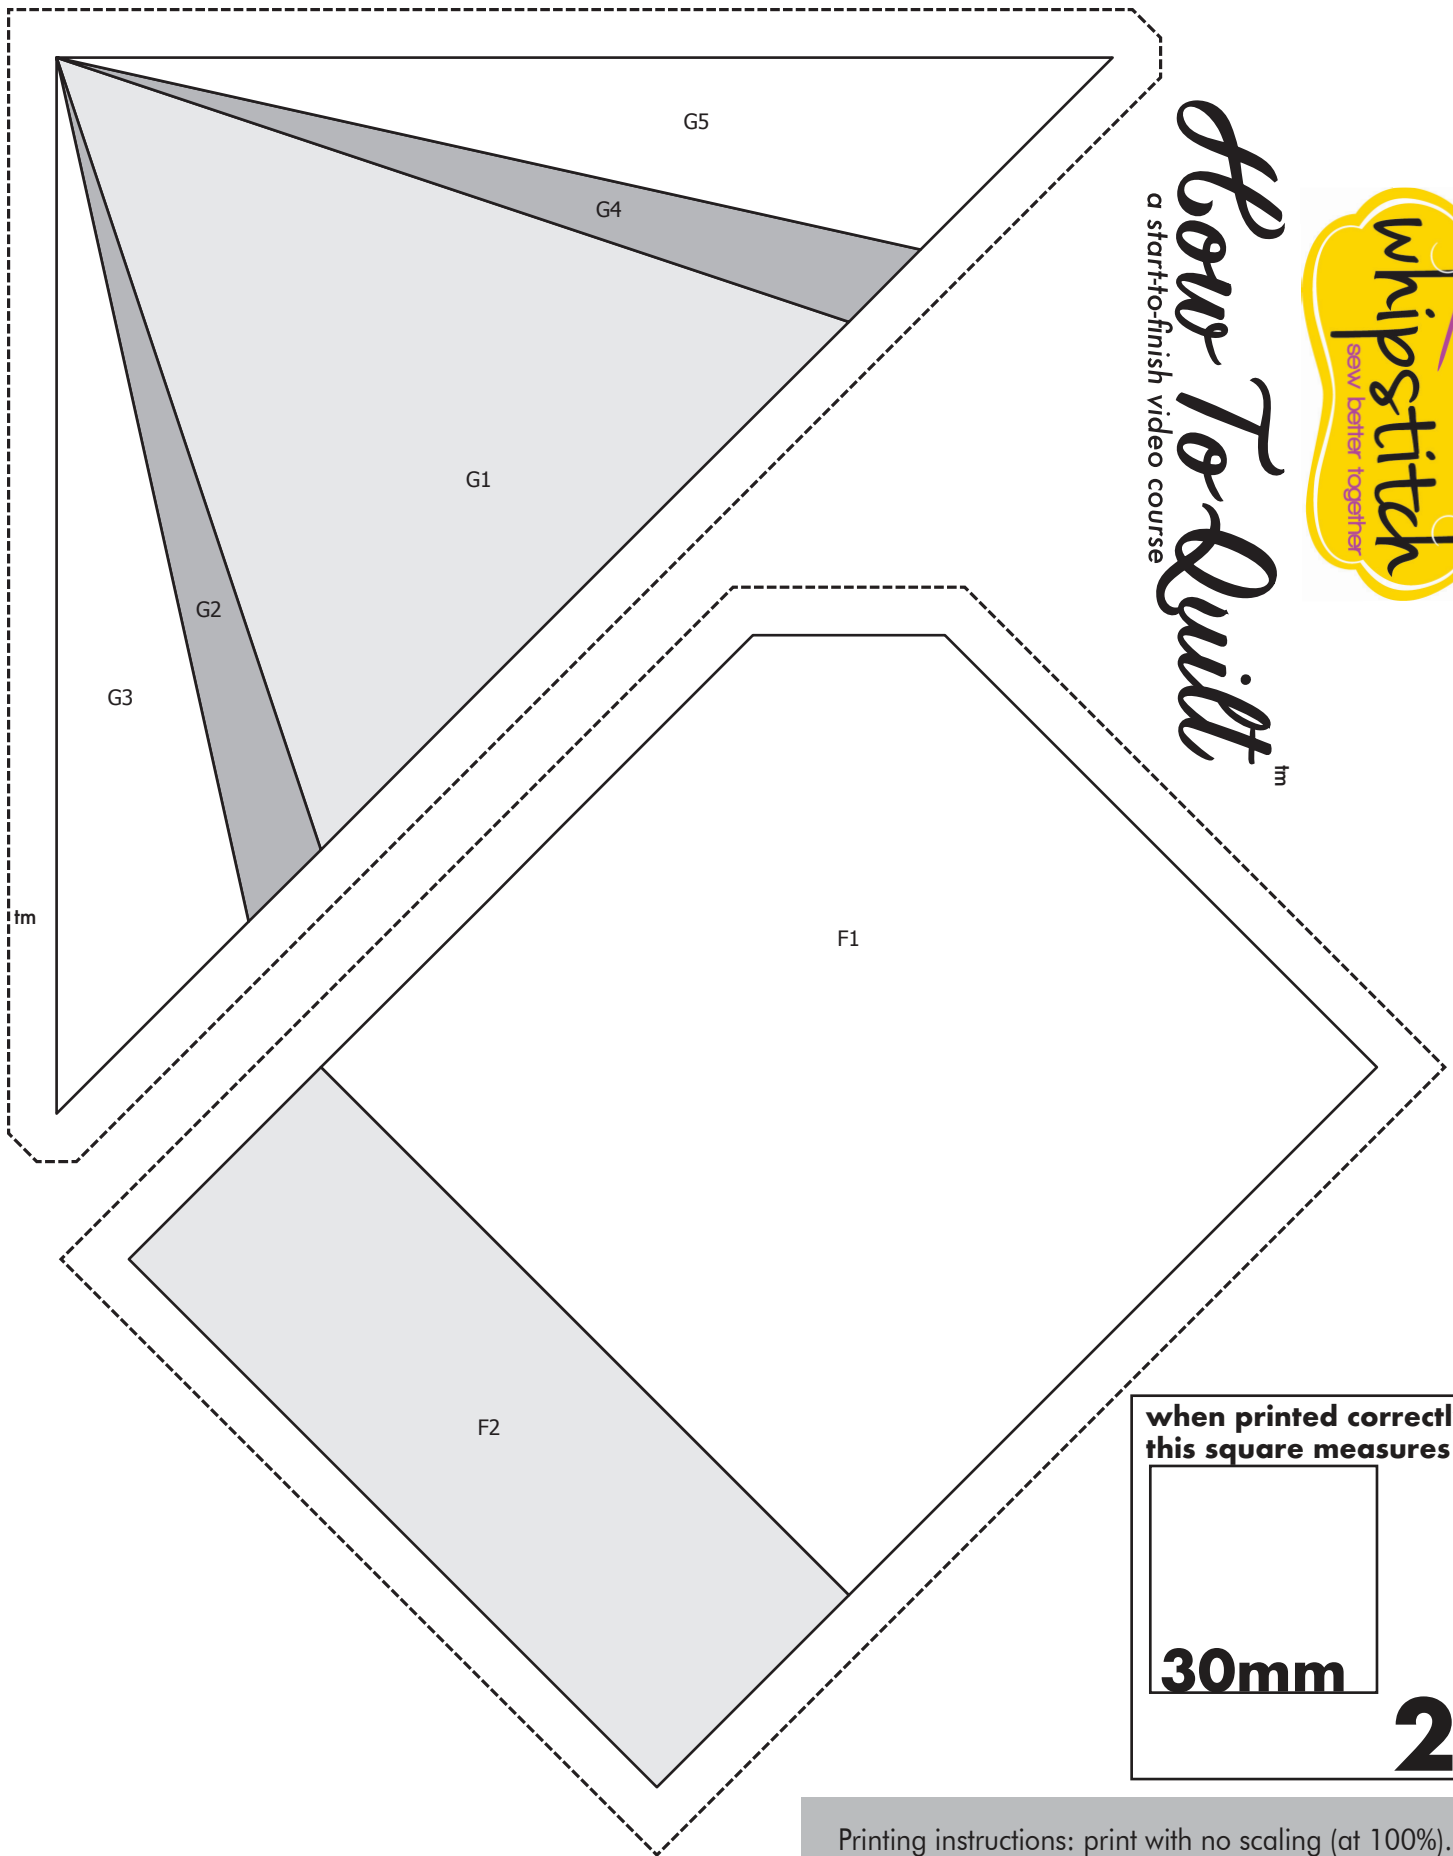 G5
G4
G1
G2
G3
tm
How To Quilt
tm
a start-to-finish video course
whipstitch
sew better together
F1
F2
when printed correctl
this square measures
30mm
2
Printing instructions: print with no scaling (at 100%).